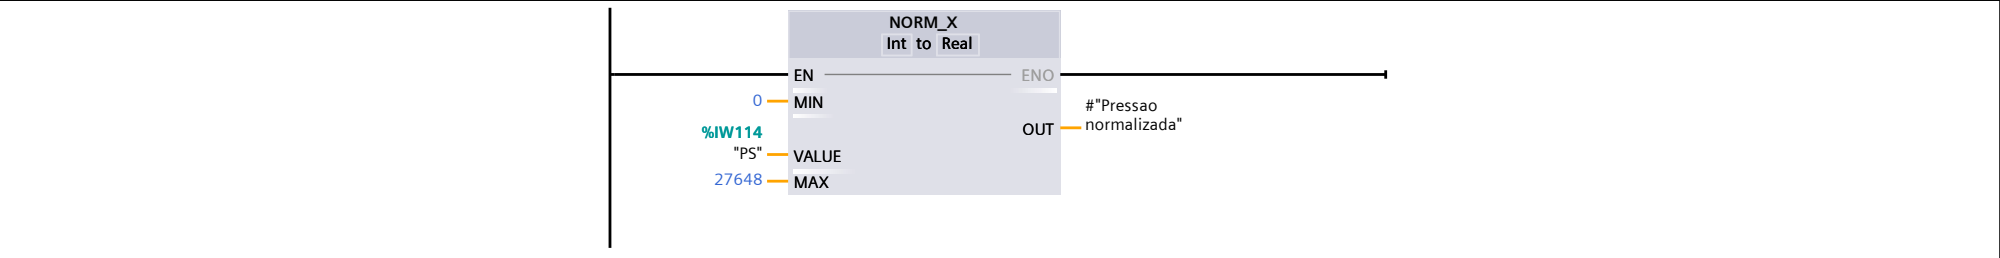 NORM_X
Int to Real
EN
ENO
0
MIN
#"Pressao
normalizada"
%IW114
OUT
"PS"
VALUE
27648
MAX